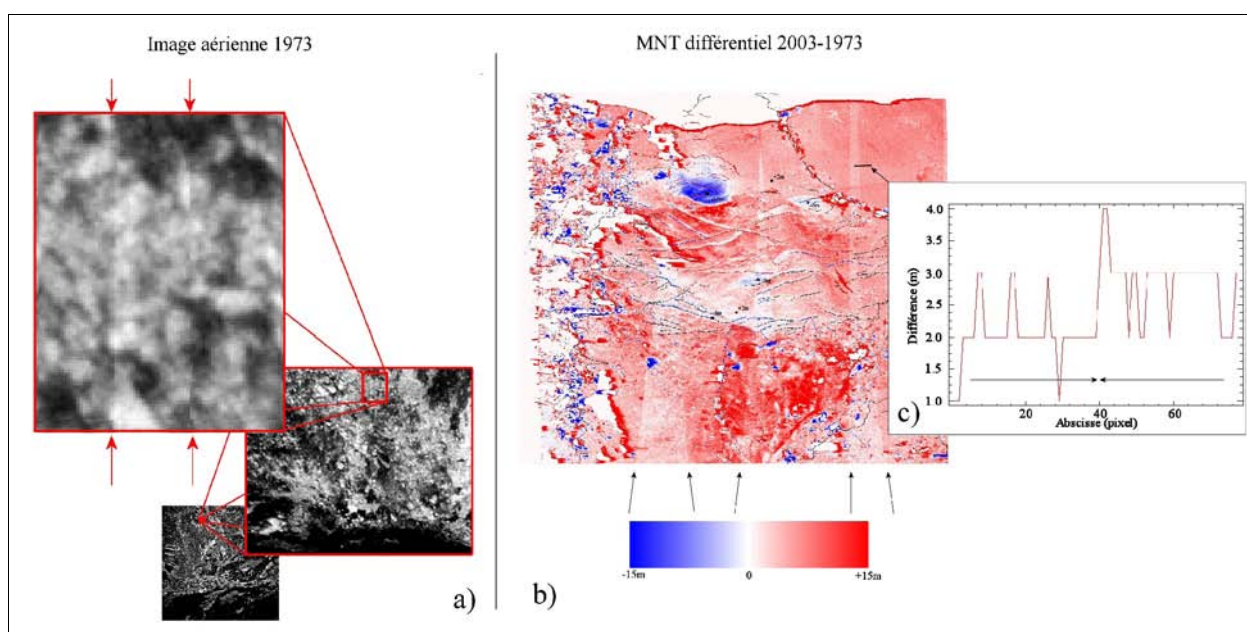 Image aérienne 1973
MNT différentiel 2003-1973
a)
b)
-15m
0
+15m
c)
Différence (m)
4.0
3.5
3.0
2.5
2.0
1.5
1.0
20
40
60
Abscisse (pixel)